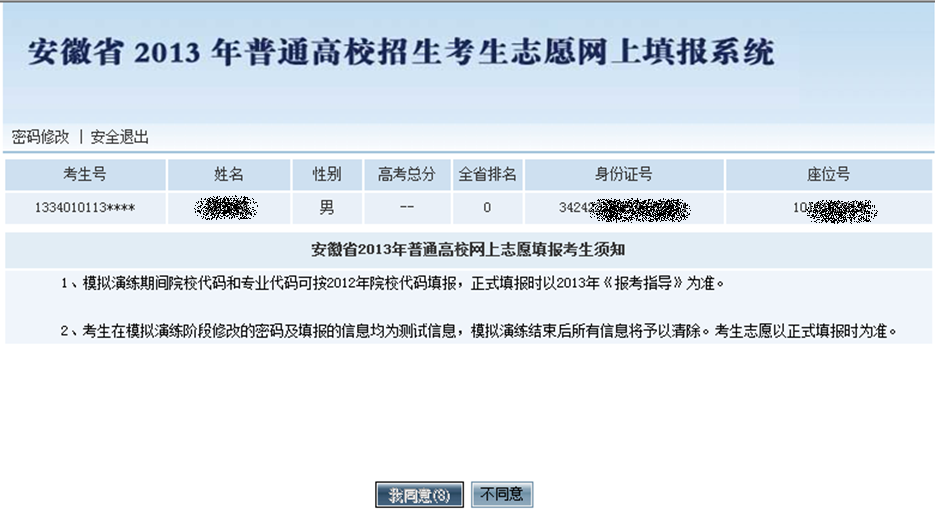 安徽省 2013 年普通高校招生考生志愿网上填报系统
密码修改 | 安全退出
考生号 姓名 性别 高考总分 全省排名 身份证号 座位号
1334010113**** 男 -- 0 3424 10
安徽省2013年普通高校网上志愿填报考生须知
1、模拟演练期间院校代码和专业代码可按2012年院校代码填报，正式填报时以2013年《报考指导》为准。
2、考生在模拟演练阶段修改的密码及填报的信息均为测试信息，模拟演练结束后所有信息将予以清除。考生志愿以正式填报时为准。
我同意(8) 不同意